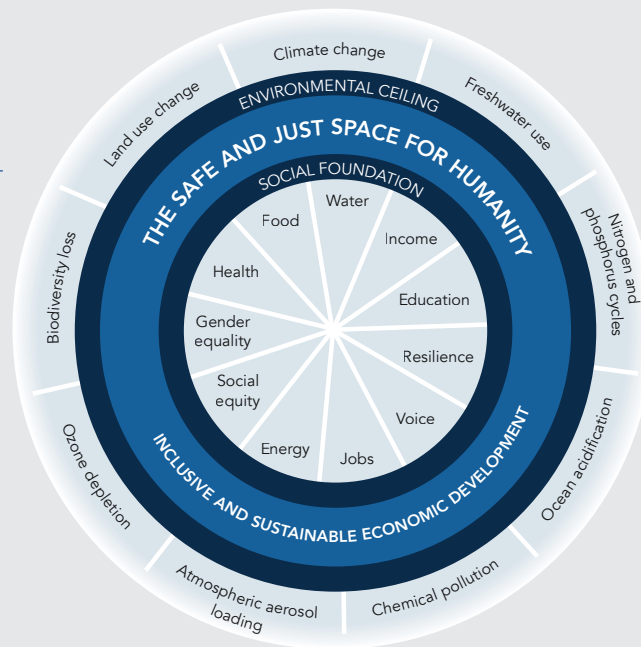 Climate change
Freshwater use
Nitrogen and
phosphorus cycles
Ocean acidification
Chemical pollution
Atmospheric aerosol
loading
Ozone depletion
Biodiversity loss
Land use change
ENVIRONMENTAL CEILING
THE SAFE AND JUST SPACE FOR HUMANITY
SOCIAL FOUNDATION
Water
Income
Education
Resilience
Voice
Jobs
Energy
Social
equity
Gender
equality
Health
Food
INCLUSIVE AND SUSTAINABLE ECONOMIC DEVELOPMENT